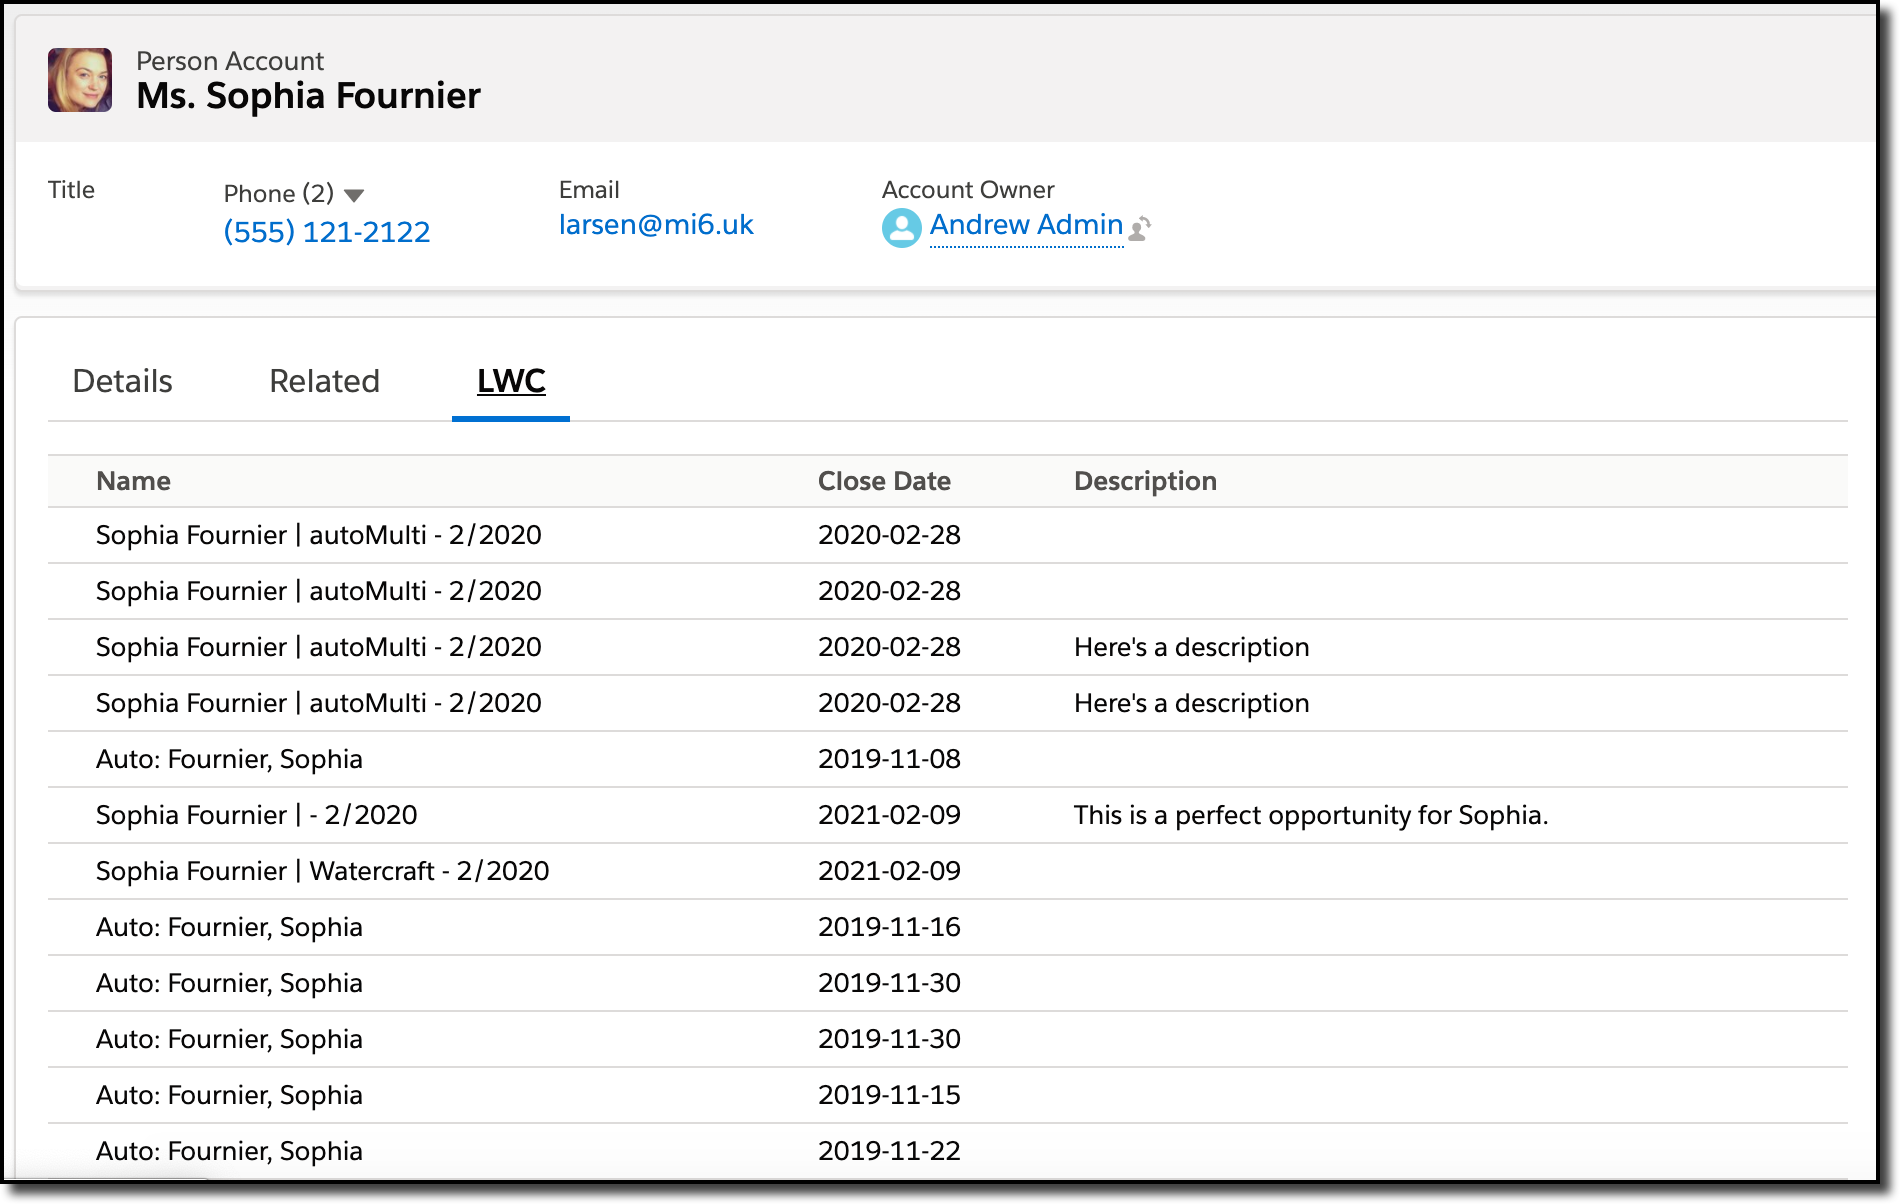 Person Account
Ms. Sophia Fournier
Title
Phone (2)
(555) 121-2122
Email
larsen@mi6.uk
Account Owner
Andrew Admin
Details Related LWC
Name Close Date Description
Sophia Fournier | autoMulti - 2/2020 2020-02-28
Sophia Fournier | autoMulti - 2/2020 2020-02-28
Sophia Fournier | autoMulti - 2/2020 2020-02-28 Here's a description
Sophia Fournier | autoMulti - 2/2020 2020-02-28 Here's a description
Auto: Fournier, Sophia 2019-11-08
Sophia Fournier | - 2/2020 2021-02-09 This is a perfect opportunity for Sophia.
Sophia Fournier | Watercraft - 2/2020 2021-02-09
Auto: Fournier, Sophia 2019-11-16
Auto: Fournier, Sophia 2019-11-30
Auto: Fournier, Sophia 2019-11-30
Auto: Fournier, Sophia 2019-11-15
Auto: Fournier, Sophia 2019-11-22